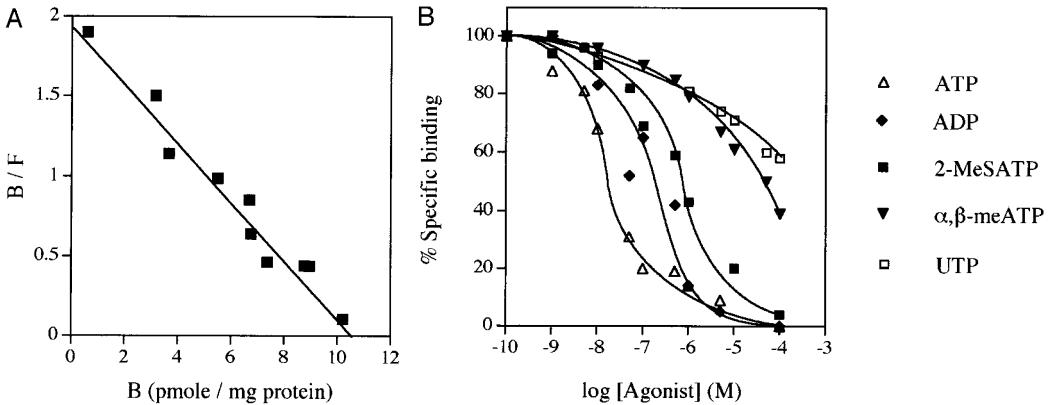 A
B / F
2
1.5
1
0.5
0
0
2
4
6
8
10
12
B (pmole / mg protein)
B
% Specific binding
100
80
60
40
20
0
-10
-9
-8
-7
-6
-5
-4
-3
log [Agonist] (M)
ATP
ADP
2-MeSATP
α,β-meATP
UTP